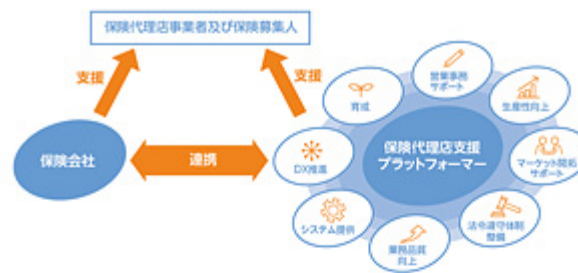 保険代理店事業者及び保険募集人
支援
支援
保険会社
連携
保険代理店支援
プラットフォーマー
営業事務
サポート
生産性向上
マーケット開拓
サポート
法令遵守体制
整備
業務品質
向上
システム提供
DX推進
育成